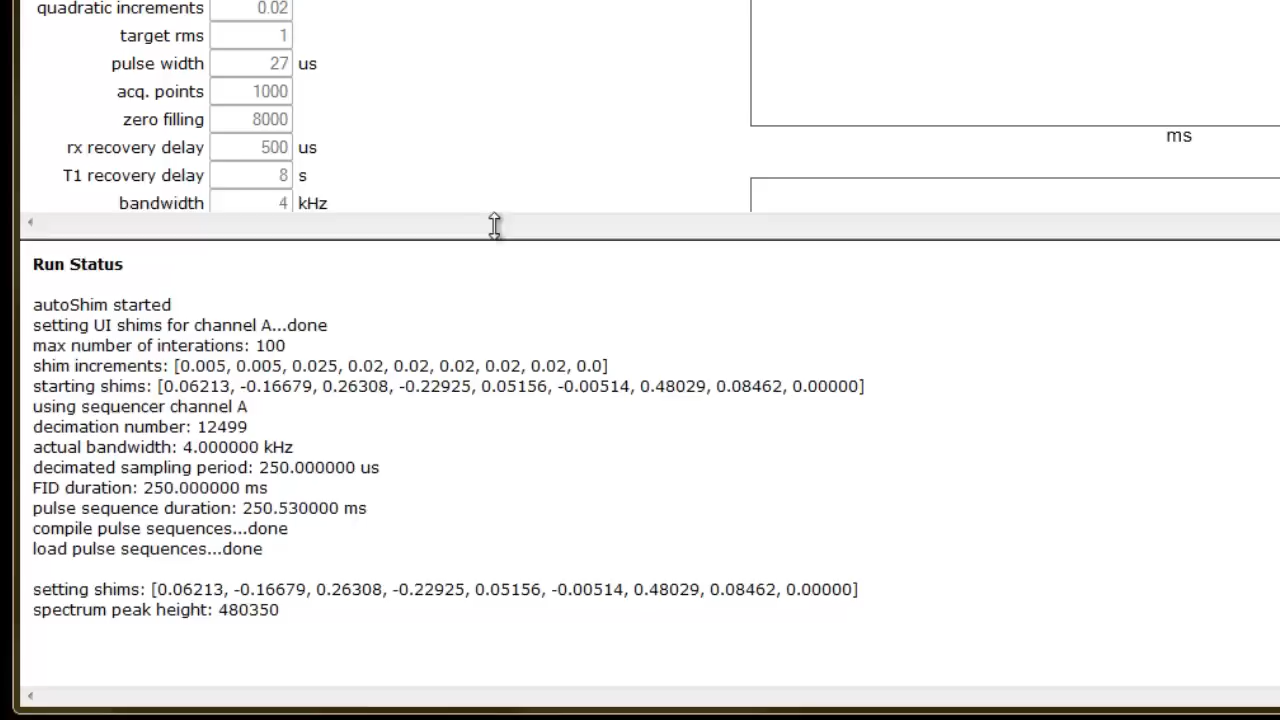 quadratic increments 0.02
target rms 1
pulse width 27 us
acq. points 1000
zero filling 8000
rx recovery delay 500 us
T1 recovery delay 8 s
bandwidth 4 kHz
ms
Run Status
autoShim started
setting UI shims for channel A...done
max number of interations: 100
shim increments: [0.005, 0.005, 0.025, 0.02, 0.02, 0.02, 0.02, 0.02, 0.0]
starting shims: [0.06213, -0.16679, 0.26308, -0.22925, 0.05156, -0.00514, 0.48029, 0.08462, 0.00000]
using sequencer channel A
decimation number: 12499
actual bandwidth: 4.000000 kHz
decimated sampling period: 250.000000 us
FID duration: 250.000000 ms
pulse sequence duration: 250.530000 ms
compile pulse sequences...done
load pulse sequences...done
setting shims: [0.06213, -0.16679, 0.26308, -0.22925, 0.05156, -0.00514, 0.48029, 0.08462, 0.00000]
spectrum peak height: 480350